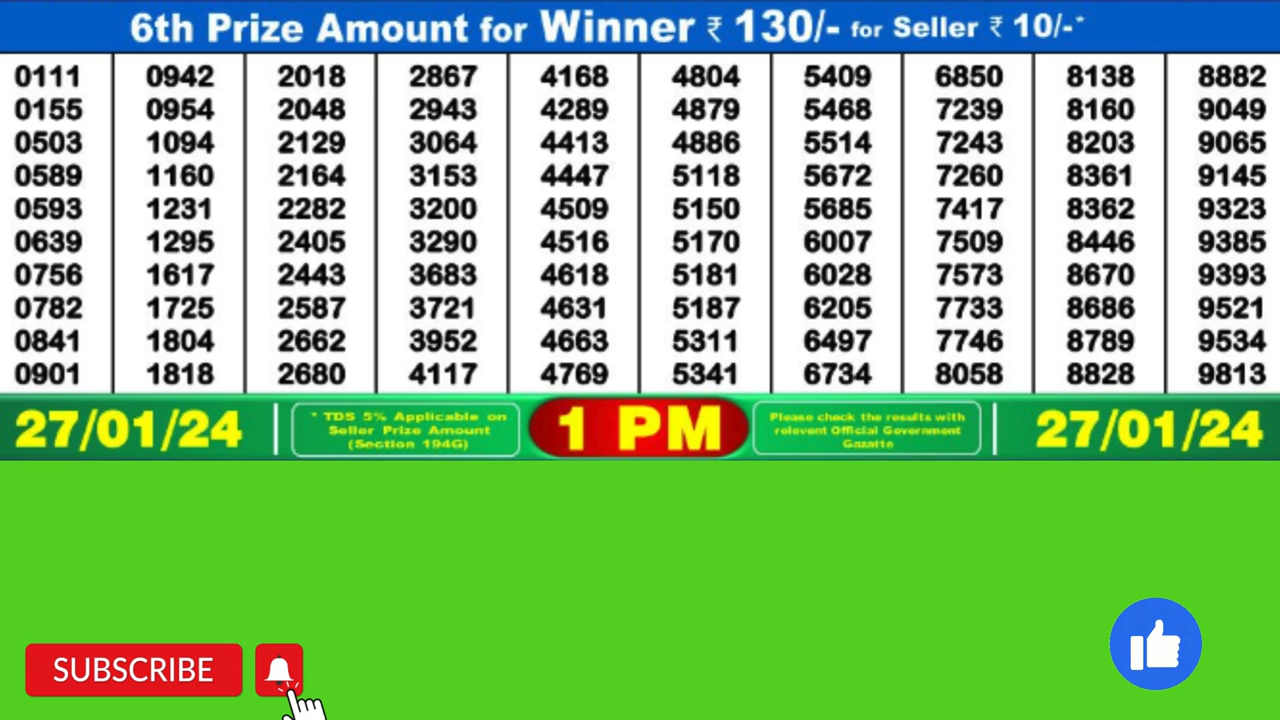 6th Prize Amount for Winner ₹ 130/- for Seller ₹ 10/-*
0111 0942 2018 2867 4168 4804 5409 6850 8138 8882
0155 0954 2048 2943 4289 4879 5468 7239 8160 9049
0503 1094 2129 3064 4413 4886 5514 7243 8203 9065
0589 1160 2164 3153 4447 5118 5672 7260 8361 9145
0593 1231 2282 3200 4509 5150 5685 7417 8362 9323
0639 1295 2405 3290 4516 5170 6007 7509 8446 9385
0756 1617 2443 3683 4618 5181 6028 7573 8670 9393
0782 1725 2587 3721 4631 5187 6205 7733 8686 9521
0841 1804 2662 3952 4663 5311 6497 7746 8789 9534
0901 1818 2680 4117 4769 5341 6734 8058 8828 9813
27/01/24
* TDS 5% Applicable on
Seller Prize Amount
(Section 194G)
1 PM
Please check the results with
relevent Official Government
Gazatte
27/01/24
SUBSCRIBE